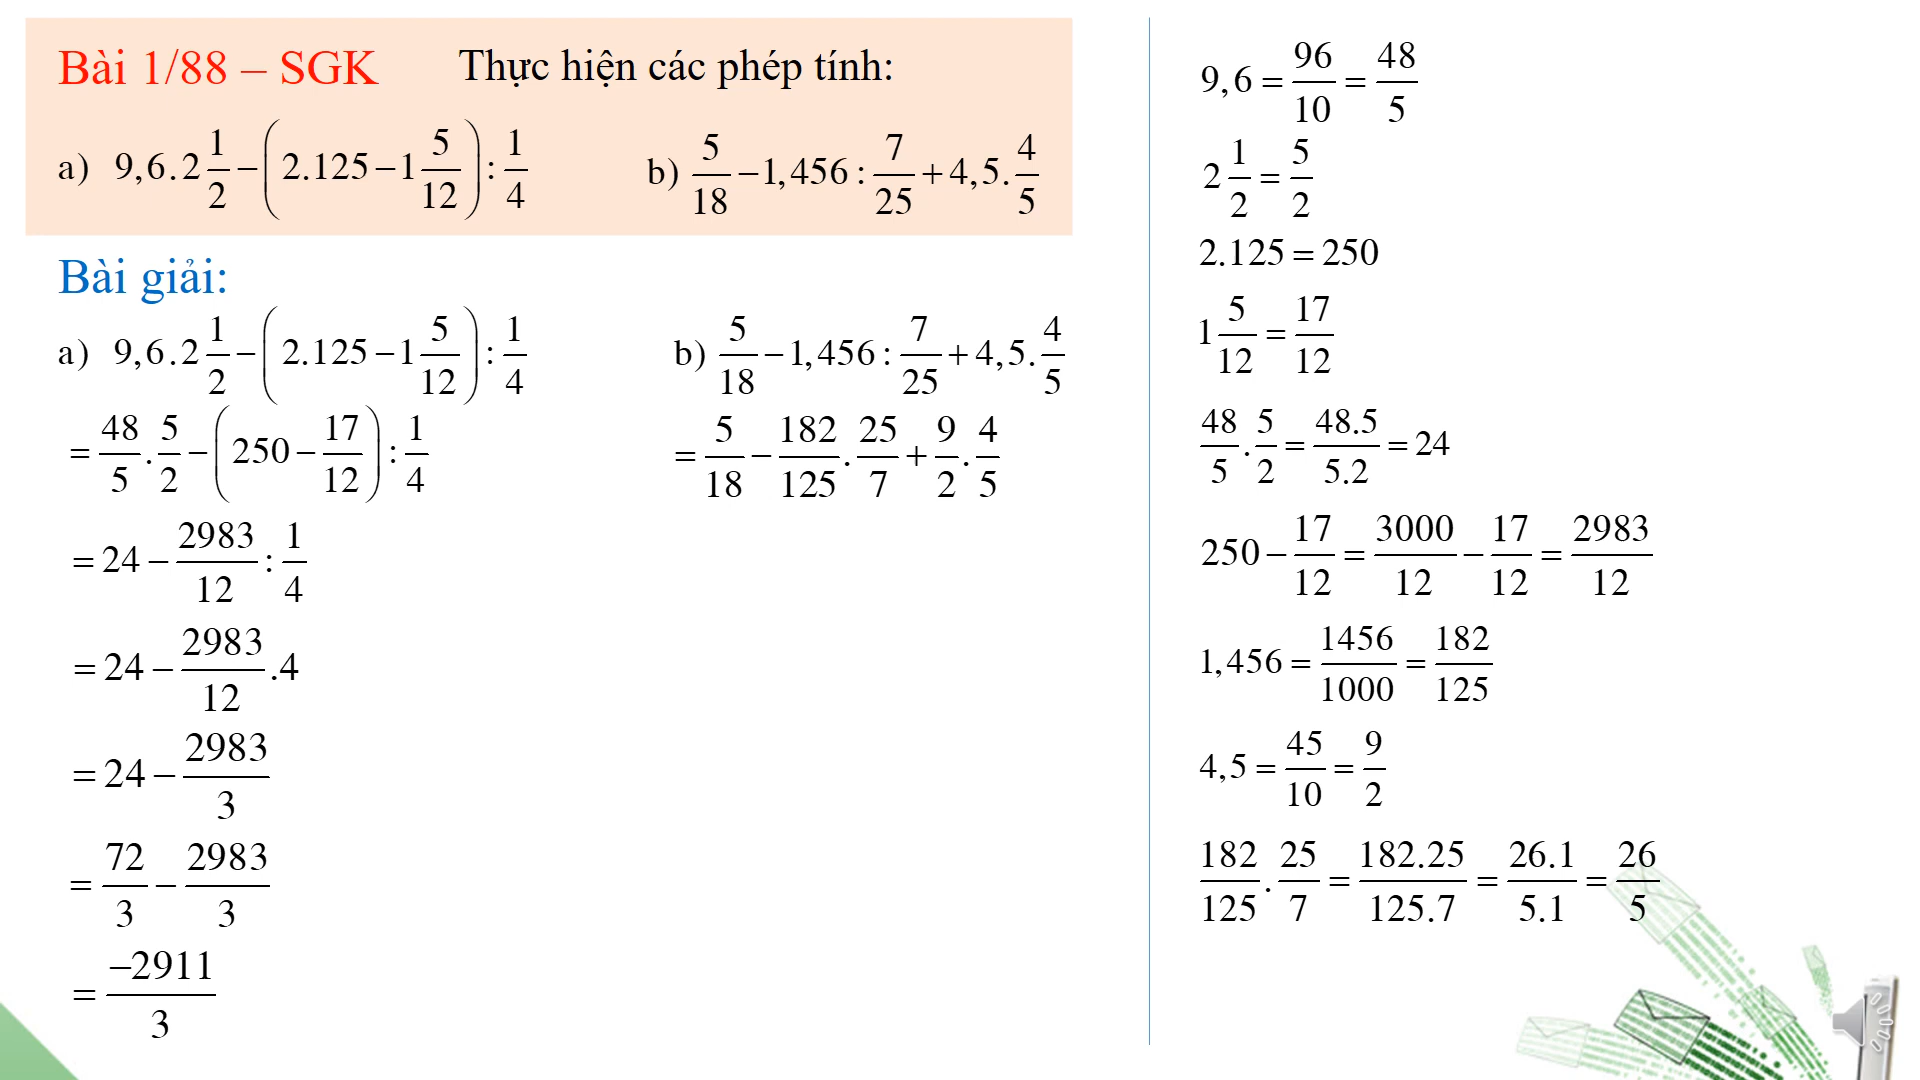 Bài 1/88 – SGK Thực hiện các phép tính:
a) 9,6.2 1/2 − (2.125 − 1 5/12) : 1/4
b) 5/18 − 1,456 : 7/25 + 4,5. 4/5
Bài giải:
a) 9,6.2 1/2 − (2.125 − 1 5/12) : 1/4
= 48/5 . 5/2 − (250 − 17/12) : 1/4
= 24 − 2983/12 : 1/4
= 24 − 2983/12 .4
= 24 − 2983/3
= 72/3 − 2983/3
= −2911/3
b) 5/18 − 1,456 : 7/25 + 4,5. 4/5
= 5/18 − 182/125 . 25/7 + 9/2 . 4/5
9,6 = 96/10 = 48/5
2 1/2 = 5/2
2.125 = 250
1 5/12 = 17/12
48/5 . 5/2 = 48.5/5.2 = 24
250 − 17/12 = 3000/12 − 17/12 = 2983/12
1,456 = 1456/1000 = 182/125
4,5 = 45/10 = 9/2
182/125 . 25/7 = 182.25/125.7 = 26.1/5.1 = 26/5